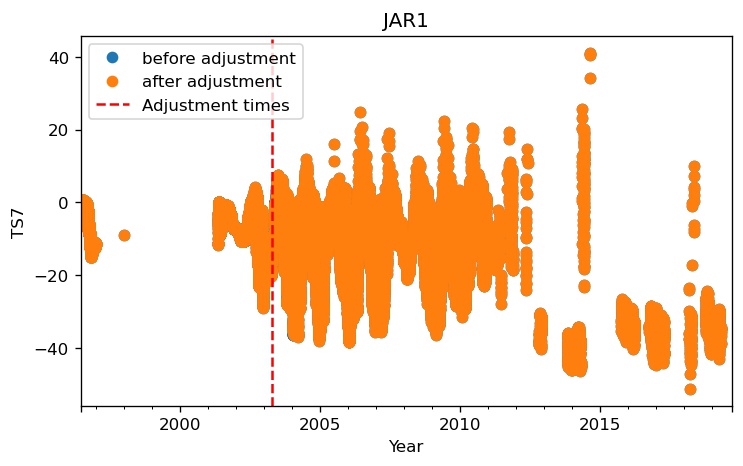 JAR1
before adjustment
after adjustment
Adjustment times
TS7
40
20
0
−20
−40
2000 2005 2010 2015
Year